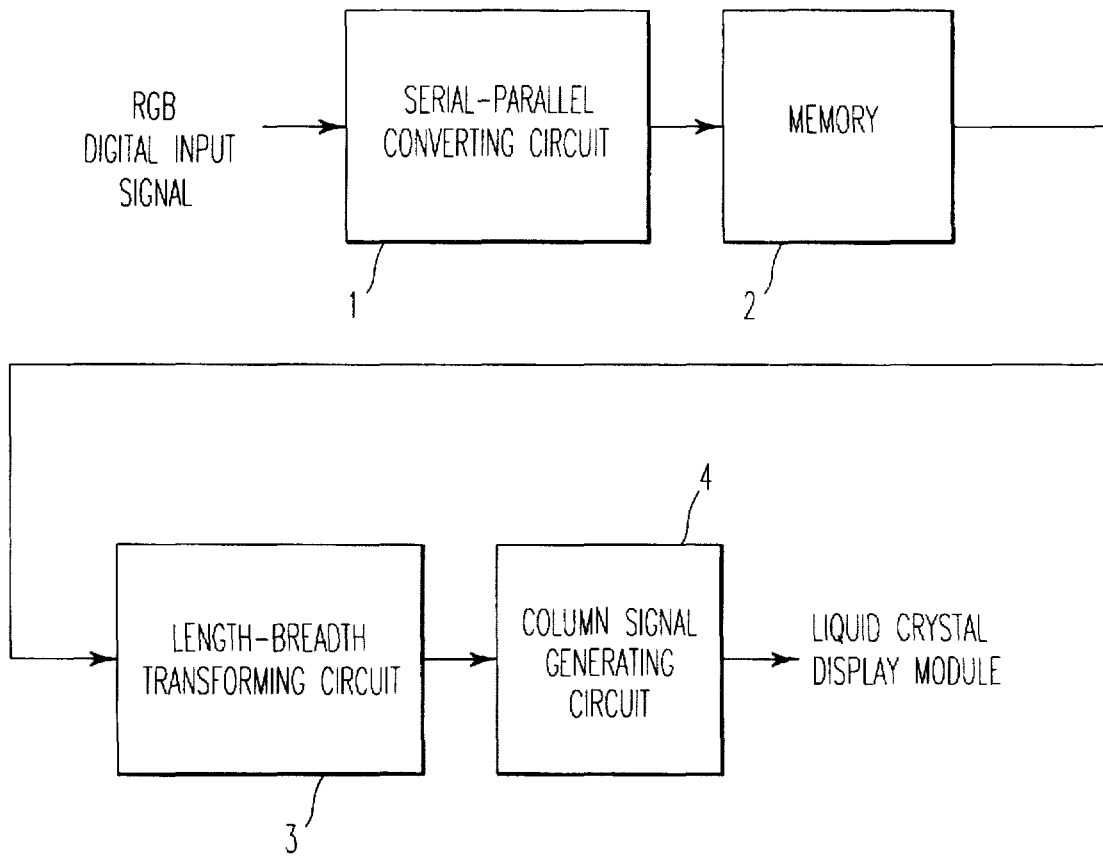 RGB
DIGITAL INPUT
SIGNAL
SERIAL-PARALLEL
CONVERTING CIRCUIT
MEMORY
1
2
4
LENGTH-BREADTH
TRANSFORMING CIRCUIT
COLUMN SIGNAL
GENERATING
CIRCUIT
LIQUID CRYSTAL
DISPLAY MODULE
3